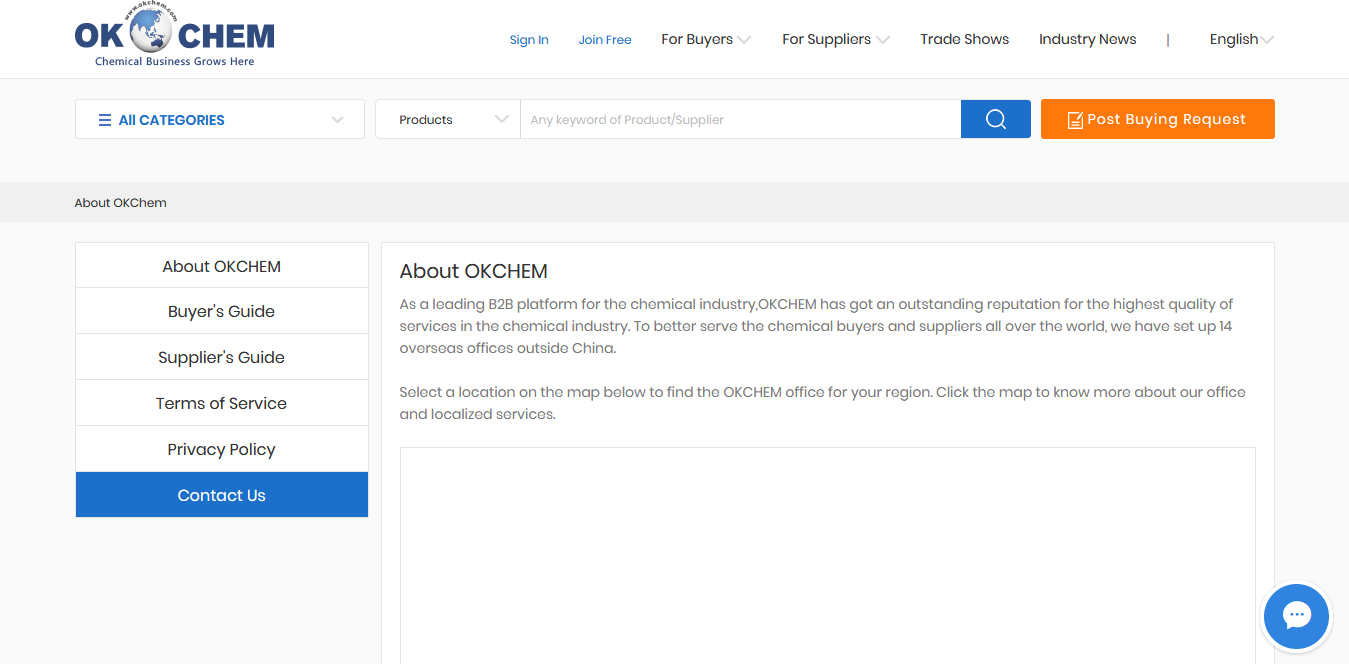 www.okchem.com
OKCHEM
Chemical Business Grows Here
Sign In
Join Free
For Buyers
For Suppliers
Trade Shows
Industry News
|
English
All CATEGORIES
Products
Any keyword of Product/Supplier
Post Buying Request
About OKChem
About OKCHEM
Buyer's Guide
Supplier's Guide
Terms of Service
Privacy Policy
Contact Us
About OKCHEM
As a leading B2B platform for the chemical industry,OKCHEM has got an outstanding reputation for the highest quality of
services in the chemical industry. To better serve the chemical buyers and suppliers all over the world, we have set up 14
overseas offices outside China.
Select a location on the map below to find the OKCHEM office for your region. Click the map to know more about our office
and localized services.